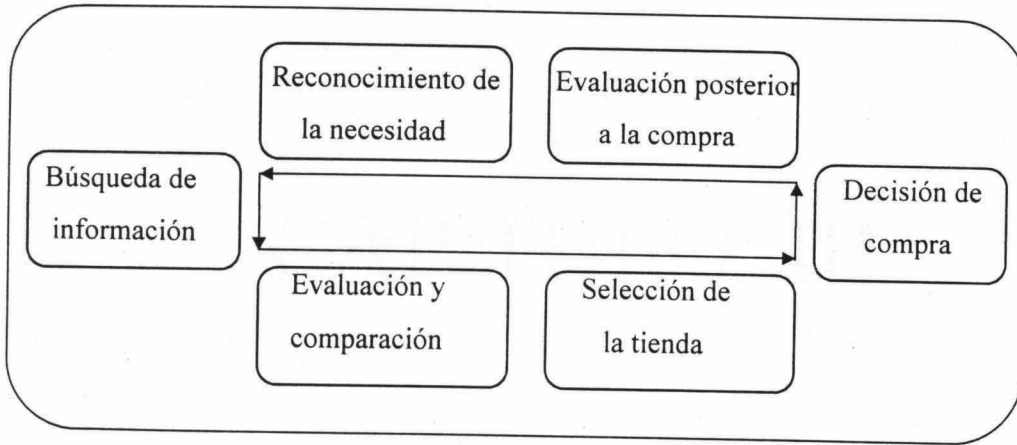 Reconocimiento de
la necesidad
Evaluación posterior
a la compra
Búsqueda de
información
Decisión de
compra
Evaluación y
comparación
Selección de
la tienda